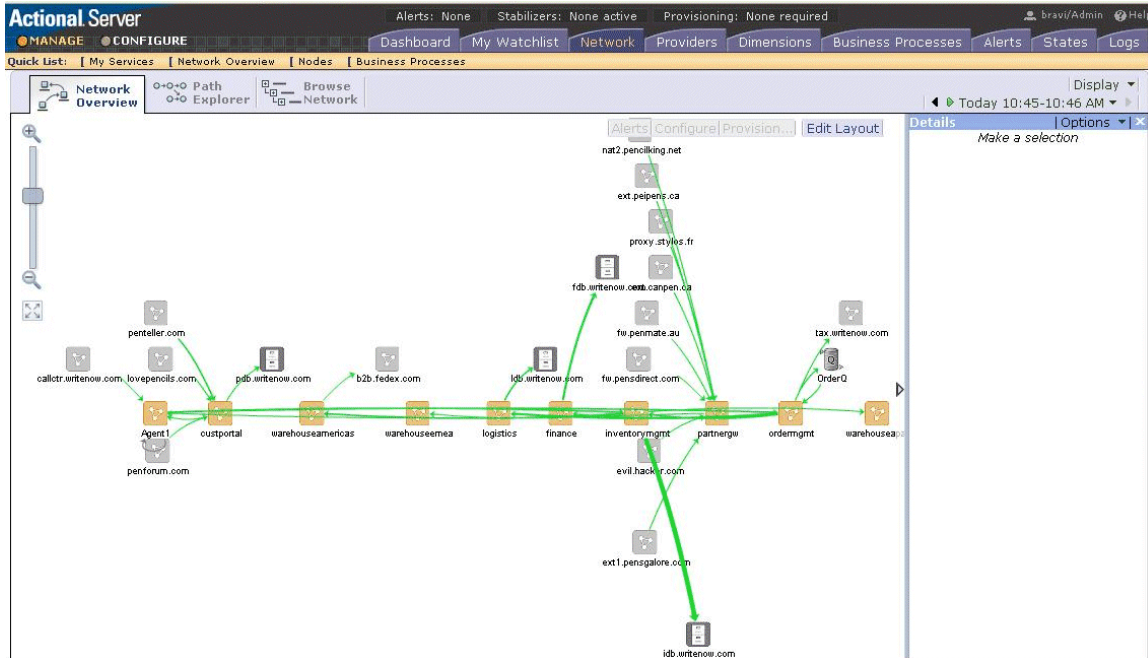 Actional Server
Alerts: None Stabilizers: None active Provisioning: None required
bravi/Admin Help
MANAGE CONFIGURE
Dashboard My Watchlist Network Providers Dimensions Business Processes Alerts States Logs
Quick List: [ My Services [ Network Overview [ Nodes [ Business Processes
Network Overview
Path Explorer
Browse Network
Display
Today 10:45-10:46 AM
Alerts Configure Provision... Edit Layout
Details | Options
Make a selection
nat2.pencilking.net
ext.peipens.ca
proxy.stylos.fr
fdb.writenow.com
canpen.ca
penteller.com
fw.penmate.au
tax.writenow.com
callctr.writenow.com lovepencils.com pdb.writenow.com b2b.fedex.com ldb.writenow.com fw.pensdirect.com OrderQ
Agent1 custportal warehouseamericas warehouseemea logistics finance inventorymgmt partnergw ordermgmt warehouseapa
penforum.com evil.hacker.com
ext1.pensgalore.com
idb.writenow.com